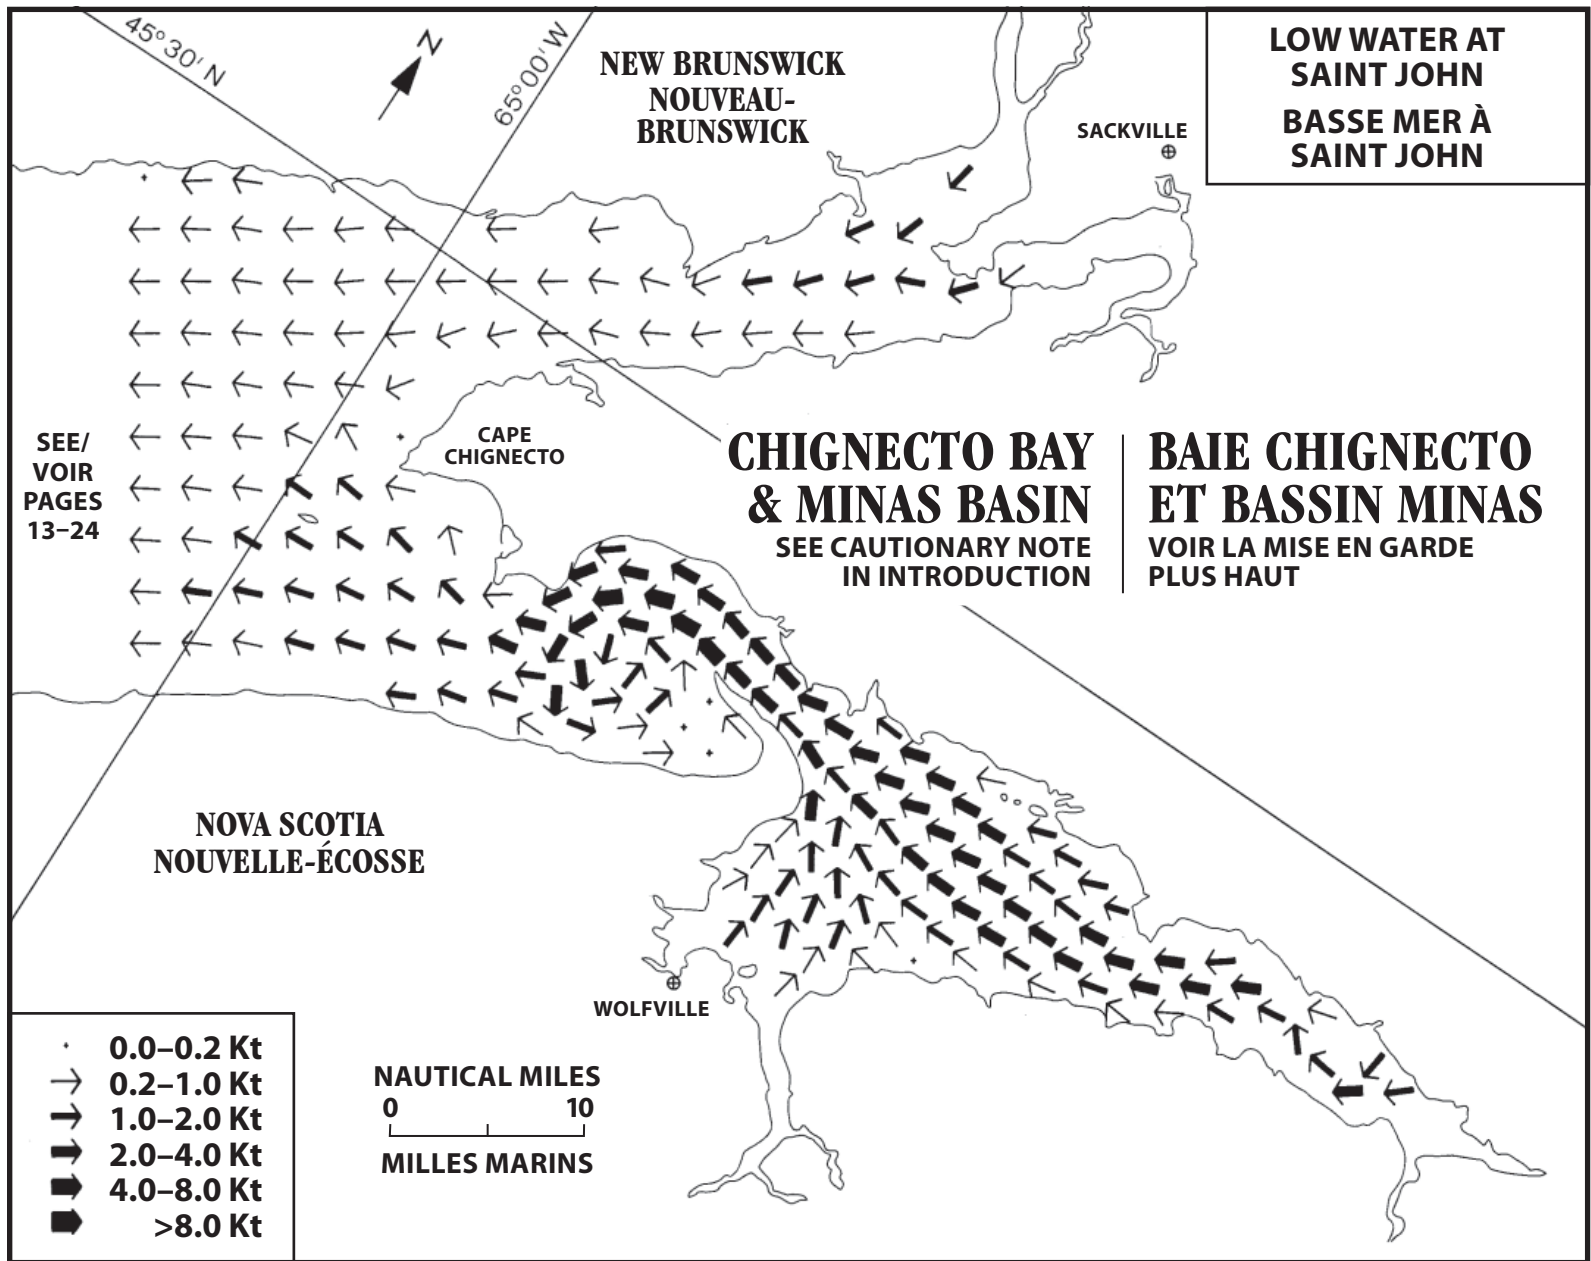 45°30' N
N
65°00' W
NEW BRUNSWICK
NOUVEAU-
BRUNSWICK
SACKVILLE
LOW WATER AT
SAINT JOHN
BASSE MER À
SAINT JOHN
SEE/
VOIR
PAGES
13–24
CAPE
CHIGNECTO
CHIGNECTO BAY
& MINAS BASIN
SEE CAUTIONARY NOTE
IN INTRODUCTION
BAIE CHIGNECTO
ET BASSIN MINAS
VOIR LA MISE EN GARDE
PLUS HAUT
NOVA SCOTIA
NOUVELLE-ÉCOSSE
WOLFVILLE
0.0–0.2 Kt
0.2–1.0 Kt
1.0–2.0 Kt
2.0–4.0 Kt
4.0–8.0 Kt
>8.0 Kt
NAUTICAL MILES
0 10
MILLES MARINS